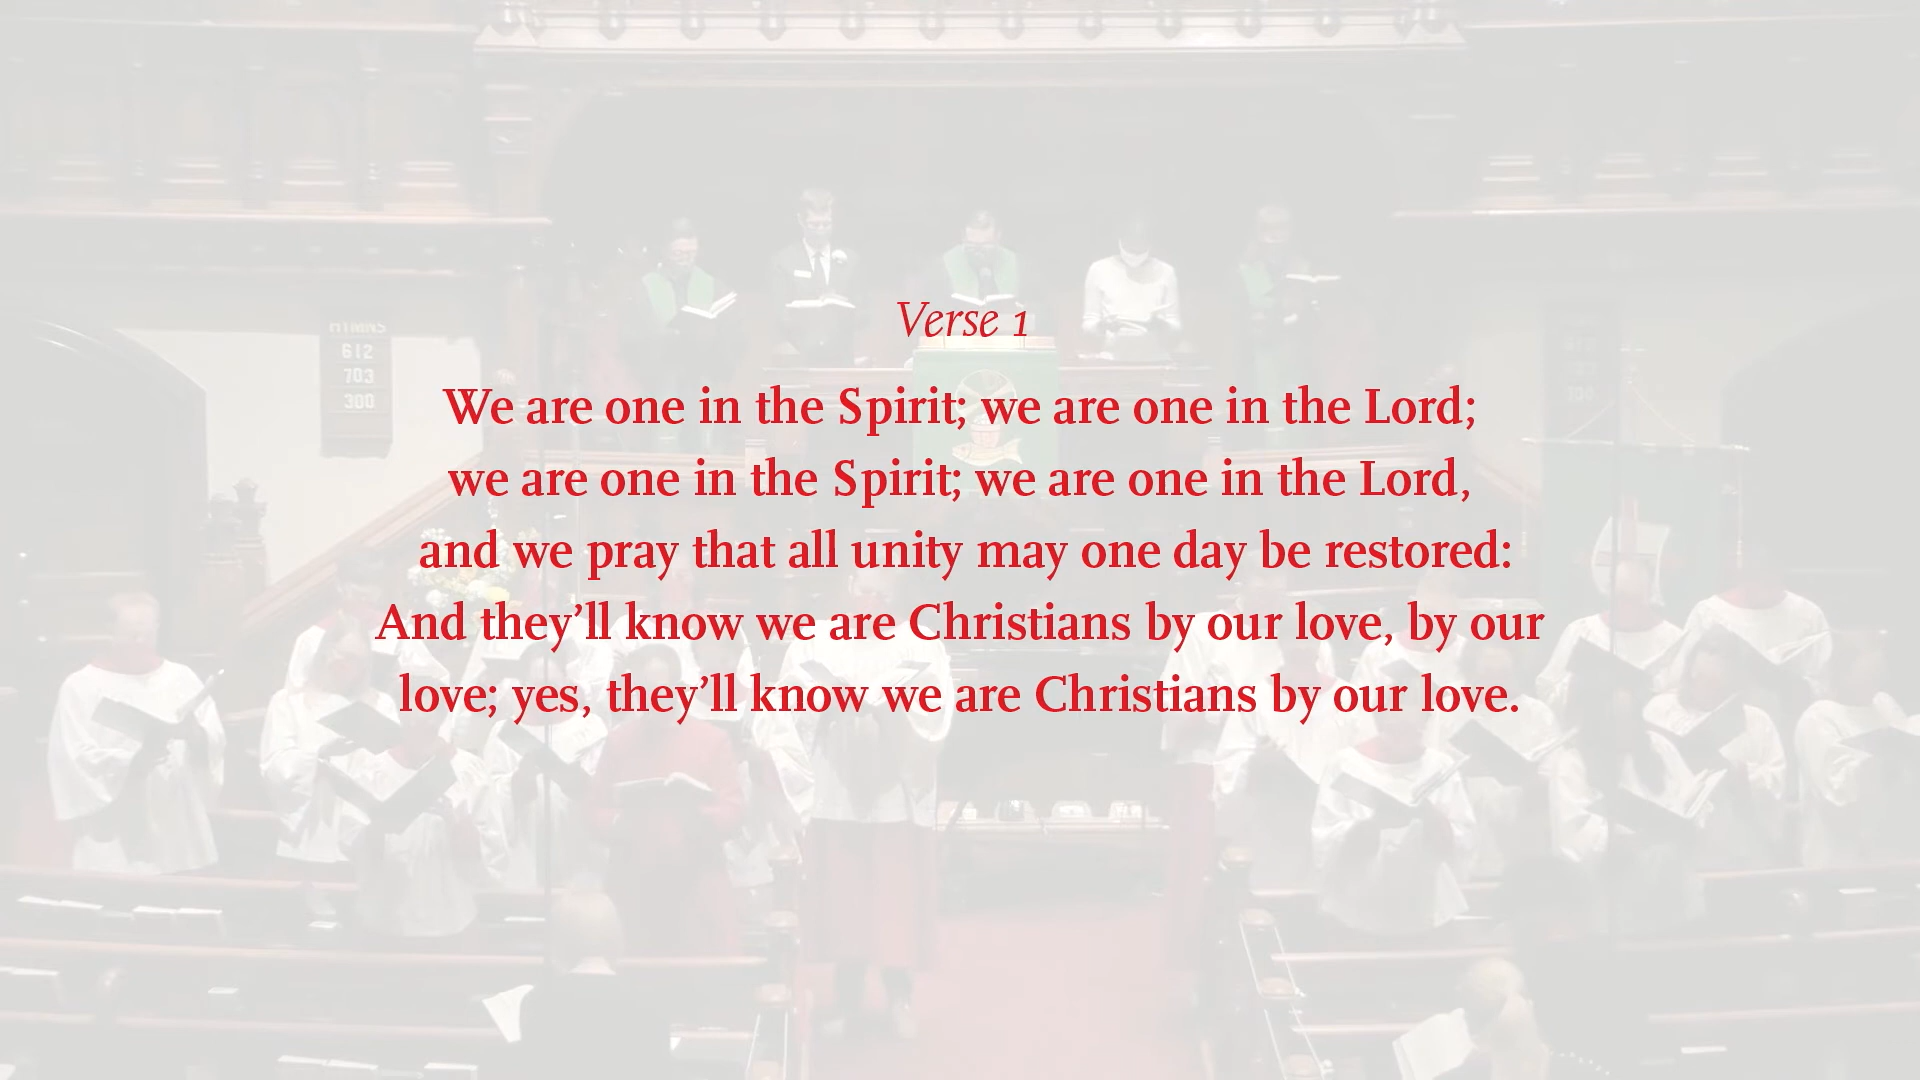 HYMNS
612
703
300
Verse 1
We are one in the Spirit; we are one in the Lord;
we are one in the Spirit; we are one in the Lord,
and we pray that all unity may one day be restored:
And they’ll know we are Christians by our love, by our
love; yes, they’ll know we are Christians by our love.